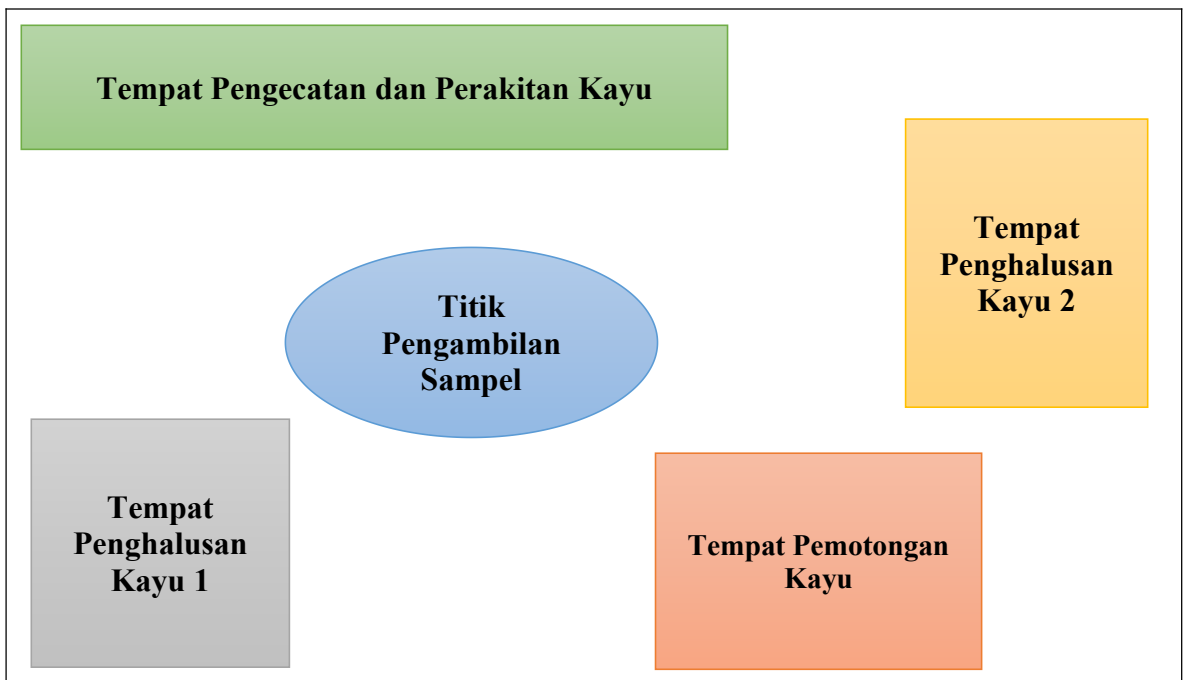 Tempat Pengecatan dan Perakitan Kayu
Tempat
Penghalusan
Kayu 2
Titik
Pengambilan
Sampel
Tempat
Penghalusan
Kayu 1
Tempat Pemotongan
Kayu